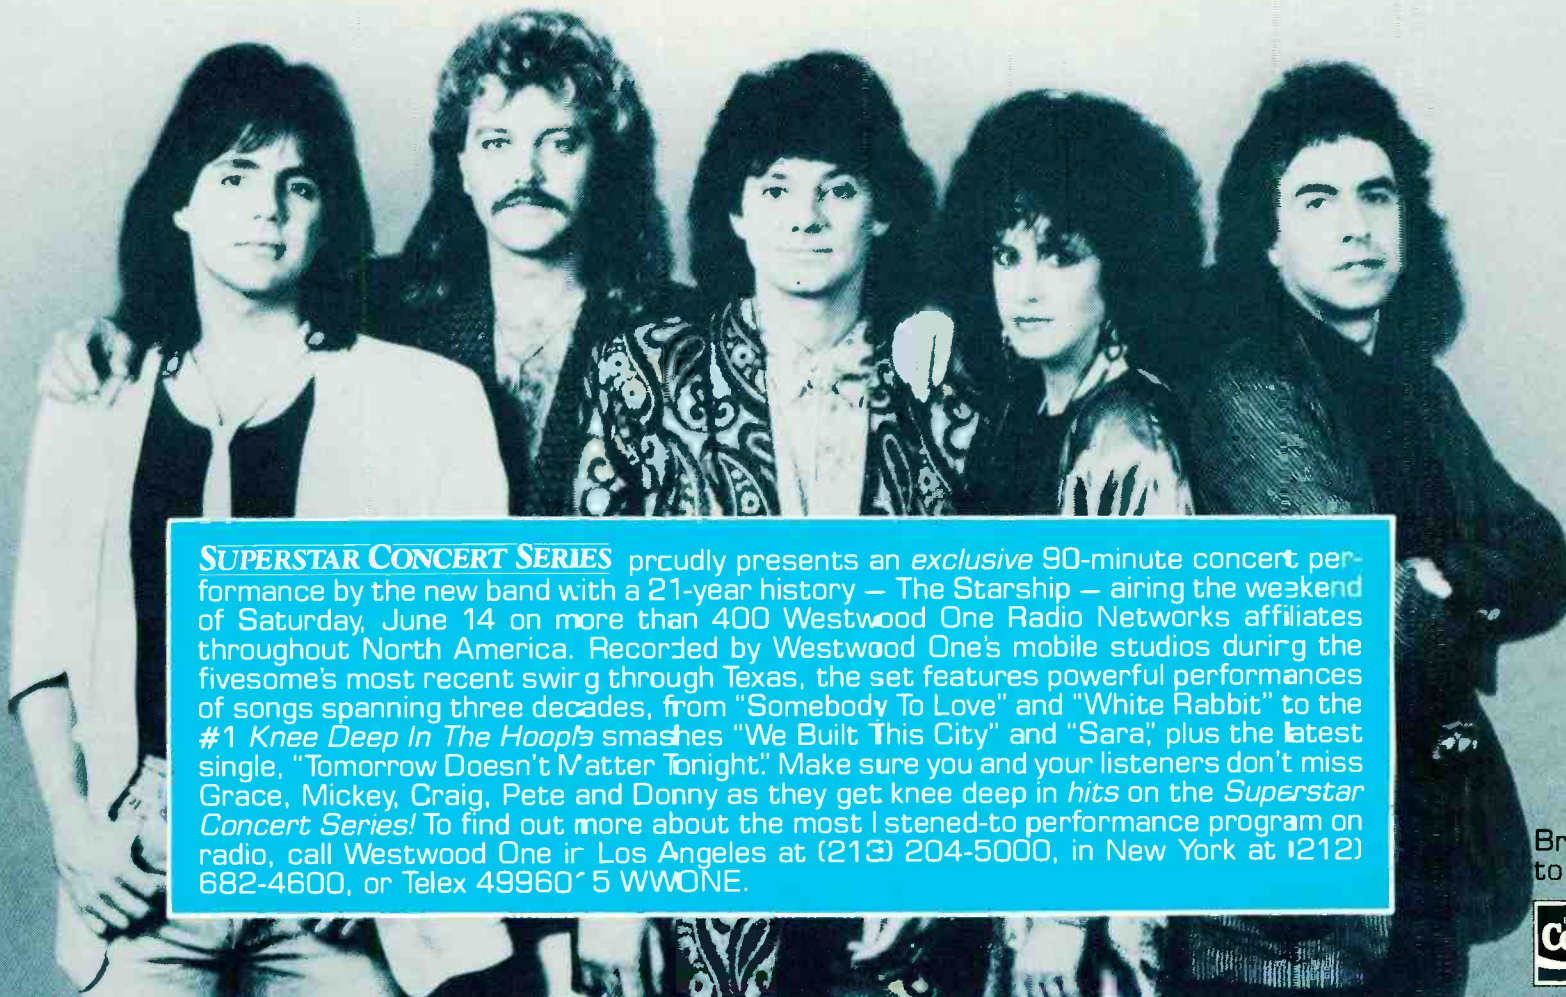 SUPERSTAR CONCERT SERIES proudly presents an exclusive 90-minute concert per-
formance by the new band with a 21-year history — The Starship — airing the weekend
of Saturday, June 14 on more than 400 Westwood One Radio Networks affiliates
throughout North America. Recorded by Westwood One's mobile studios during the
fivesome's most recent swing through Texas, the set features powerful performances
of songs spanning three decades, from "Somebody To Love" and "White Rabbit" to the
#1 Knee Deep In The Hoopla smashes "We Built This City" and "Sara," plus the latest
single, "Tomorrow Doesn't Matter Tonight." Make sure you and your listeners don't miss
Grace, Mickey, Craig, Pete and Donny as they get knee deep in hits on the Superstar
Concert Series! To find out more about the most listened-to performance program on
radio, call Westwood One in Los Angeles at (213) 204-5000, in New York at (212)
682-4600, or Telex 4996015 WWONE.
Br
to